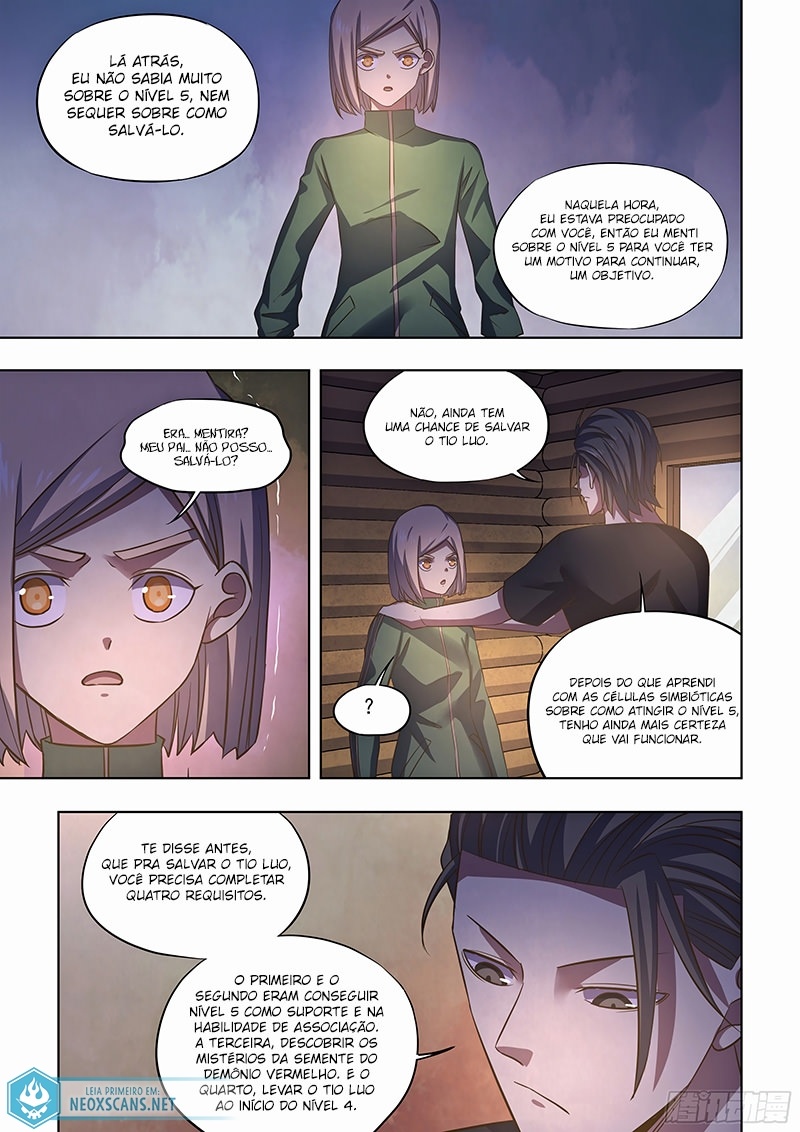 LÁ ATRÁS,
EU NÃO SABIA MUITO
SOBRE O NÍVEL 5, NEM
SEQUER SOBRE COMO
SALVÁ-LO.
NAQUELA HORA,
EU ESTAVA PREOCUPADO
COM VOCÊ, ENTÃO EU MENTI
SOBRE O NÍVEL 5 PARA VOCÊ TER
UM MOTIVO PARA CONTINUAR,
UM OBJETIVO.
ERA... MENTIRA?
MEU PAI... NÃO POSSO...
SALVÁ-LO?
NÃO, AINDA TEM
UMA CHANCE DE SALVAR
O TIO LUO.
?
DEPOIS DO QUE APRENDI
COM AS CÉLULAS SIMBIÓTICAS
SOBRE COMO ATINGIR O NÍVEL 5,
TENHO AINDA MAIS CERTEZA
QUE VAI FUNCIONAR.
TE DISSE ANTES,
QUE PRA SALVAR O TIO LUO,
VOCÊ PRECISA COMPLETAR
QUATRO REQUISITOS.
O PRIMEIRO E O
SEGUNDO ERAM CONSEGUIR
NÍVEL 5 COMO SUPORTE E NA
HABILIDADE DE ASSOCIAÇÃO.
A TERCEIRA, DESCOBRIR OS
MISTÉRIOS DA SEMENTE DO
DEMÔNIO VERMELHO. E O
QUARTO, LEVAR O TIO LUO
AO INÍCIO DO NÍVEL 4.
LEIA PRIMEIRO EM:
NEOXSCANS.NET
腾讯动漫